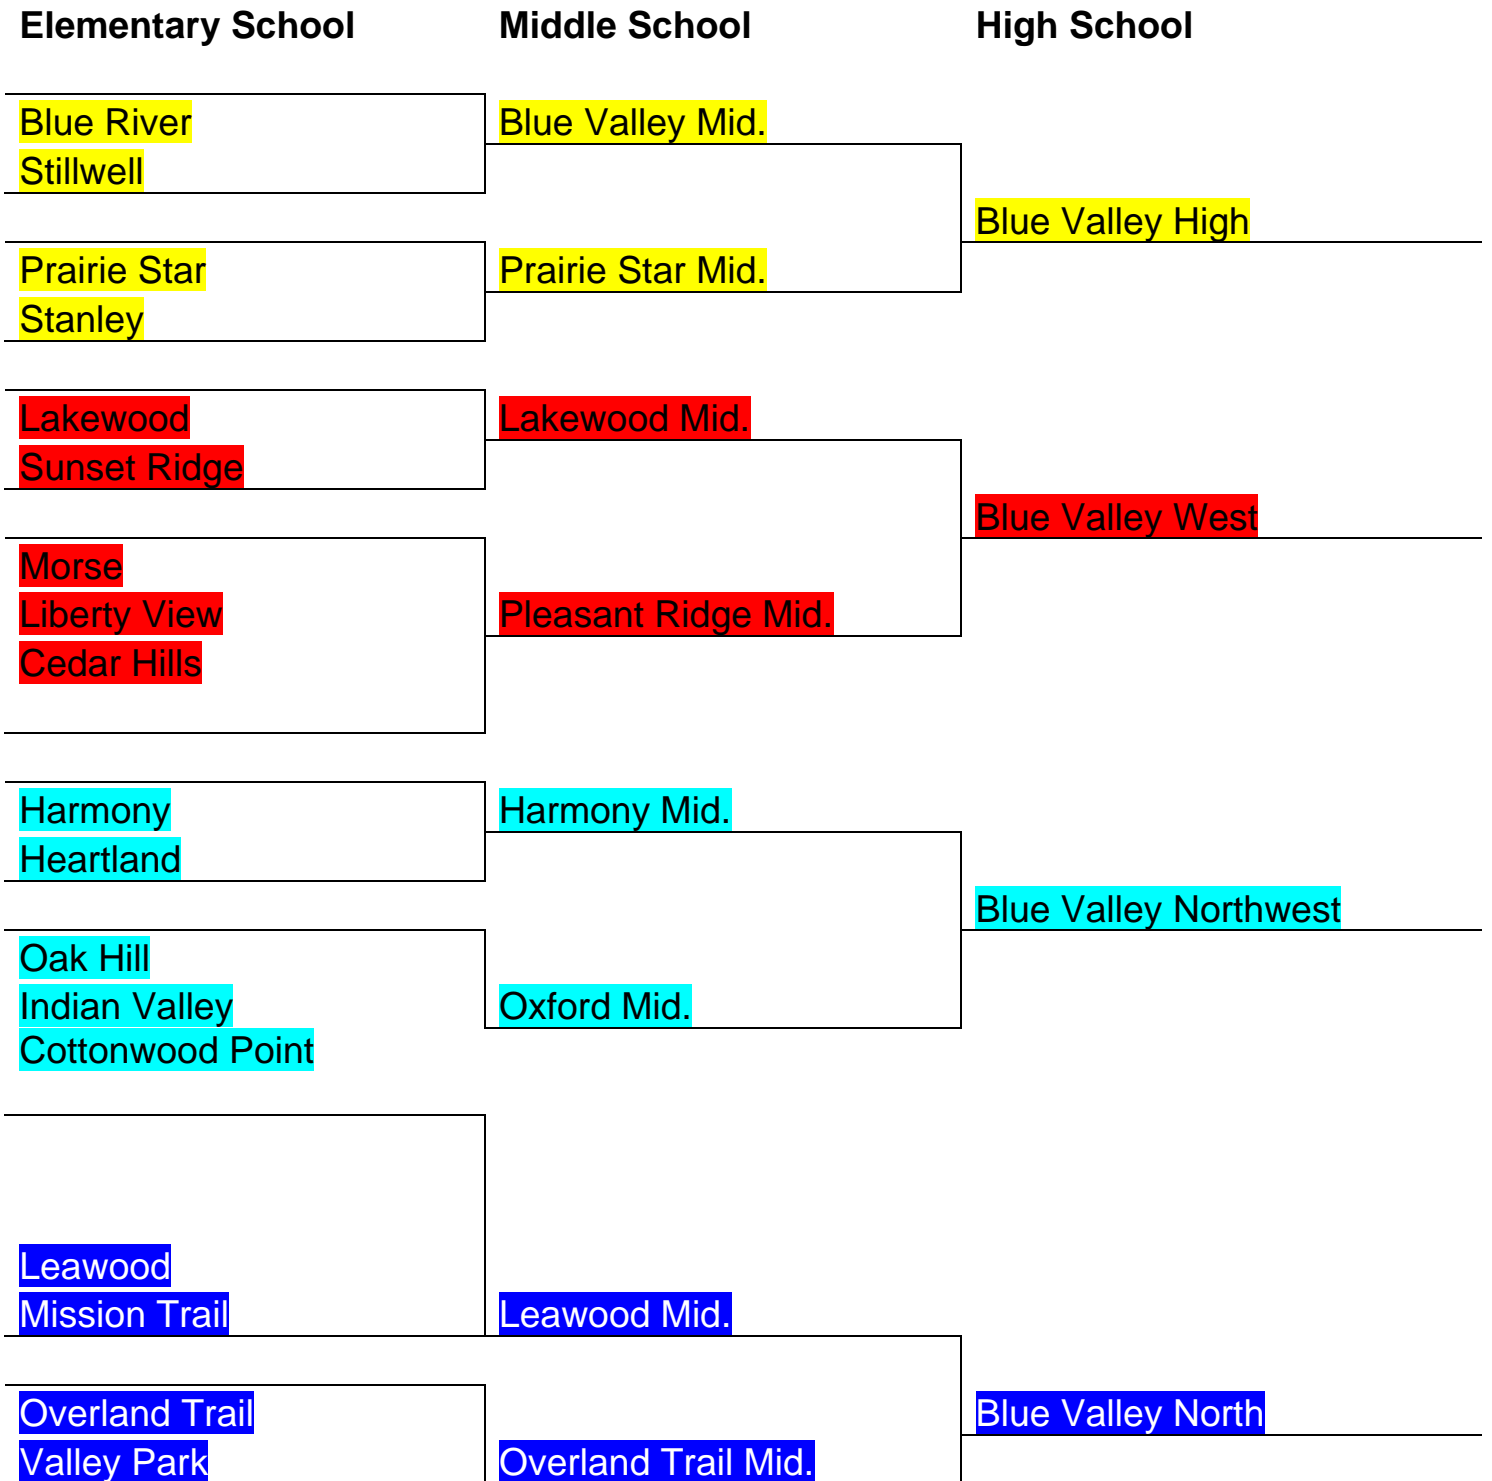 Elementary School Middle School High School
Blue River Blue Valley Mid.
Stillwell
Blue Valley High
Prairie Star Prairie Star Mid.
Stanley
Lakewood Lakewood Mid.
Sunset Ridge
Blue Valley West
Morse
Liberty View Pleasant Ridge Mid.
Cedar Hills
Harmony Harmony Mid.
Heartland
Blue Valley Northwest
Oak Hill
Indian Valley Oxford Mid.
Cottonwood Point
Leawood
Mission Trail Leawood Mid.
Overland Trail Blue Valley North
Valley Park Overland Trail Mid.